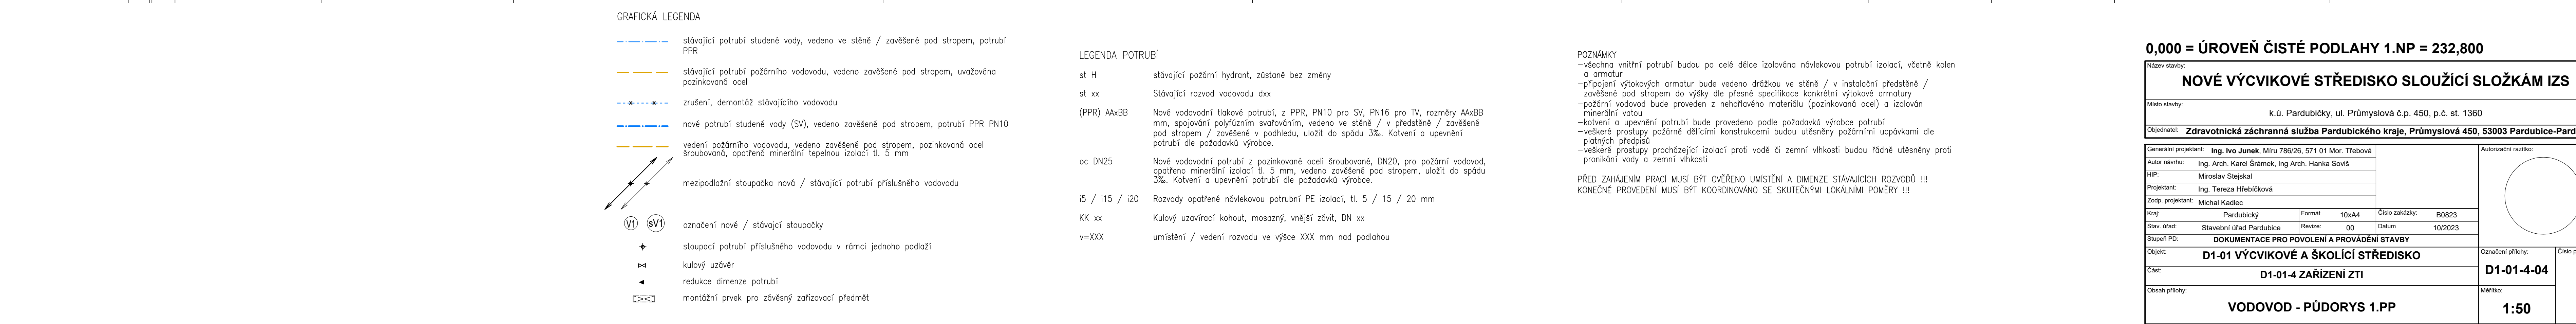 GRAFICKÁ LEGENDA
stávající potrubí studené vody, vedeno ve stěně / zavěšené pod stropem, potrubí
PPR
stávající potrubí požárního vodovodu, vedeno zavěšené pod stropem, uvažována
pozinkovaná ocel
zrušení, demontáž stávajícího vodovodu
nové potrubí studené vody (SV), vedeno zavěšené pod stropem, potrubí PPR PN10
vedení požárního vodovodu, vedeno zavěšené pod stropem, pozinkovaná ocel
šroubovaná, opatřená minerální tepelnou izolací tl. 5 mm
mezipodlažní stoupačka nová / stávající potrubí příslušného vodovodu
V1 sV1 označení nové / stávajcí stoupačky
stoupací potrubí příslušného vodovodu v rámci jednoho podlaží
kulový uzávěr
redukce dimenze potrubí
montážní prvek pro závěsný zařizovací předmět
LEGENDA POTRUBÍ
st H stávající požární hydrant, zůstaně bez změny
st xx Stávající rozvod vodovodu dxx
(PPR) AAxBB Nové vodovodní tlakové potrubí, z PPR, PN10 pro SV, PN16 pro TV, rozměry AAxBB
mm, spojování polyfúzním svařováním, vedeno ve stěně / v předstěně / zavěšené
pod stropem / zavěšené v podhledu, uložit do spádu 3‰. Kotvení a upevnění
potrubí dle požadavků výrobce.
oc DN25 Nové vodovodní potrubí z pozinkované oceli šroubované, DN20, pro požární vodovod,
opatřeno minerální izolací tl. 5 mm, vedeno zavěšené pod stropem, uložit do spádu
3‰. Kotvení a upevnění potrubí dle požadavků výrobce.
i5 / i15 / i20 Rozvody opatřené návlekovou potrubní PE izolací, tl. 5 / 15 / 20 mm
KK xx Kulový uzavírací kohout, mosazný, vnější závit, DN xx
v=XXX umístění / vedení rozvodu ve výšce XXX mm nad podlahou
POZNÁMKY
-všechna vnitřní potrubí budou po celé délce izolována návlekovou potrubní izolací, včetně kolen
a armatur
-připojení výtokových armatur bude vedeno drážkou ve stěně / v instalační předstěně /
zavěšené pod stropem do výšky dle přesné specifikace konkrétní výtokové armatury
-požární vodovod bude proveden z nehořlavého materiálu (pozinkovaná ocel) a izolován
minerální vatou
-kotvení a upevnění potrubí bude provedeno podle požadavků výrobce potrubí
-veškeré prostupy požárně dělícími konstrukcemi budou utěsněny požárními ucpávkami dle
platných předpisů
-veškeré prostupy procházející izolací proti vodě či zemní vlhkosti budou řádně utěsněny proti
pronikání vody a zemní vlhkosti
PŘED ZAHÁJENÍM PRACÍ MUSÍ BÝT OVĚŘENO UMÍSTĚNÍ A DIMENZE STÁVAJÍCÍCH ROZVODŮ !!!
KONEČNÉ PROVEDENÍ MUSÍ BÝT KOORDINOVÁNO SE SKUTEČNÝMI LOKÁLNÍMI POMĚRY !!!
0,000 = ÚROVEŇ ČISTÉ PODLAHY 1.NP = 232,800
Název stavby:
NOVÉ VÝCVIKOVÉ STŘEDISKO SLOUŽÍCÍ SLOŽKÁM IZS
Místo stavby:
k.ú. Pardubičky, ul. Průmyslová č.p. 450, p.č. st. 1360
Objednatel: Zdravotnická záchranná služba Pardubického kraje, Průmyslová 450, 53003 Pardubice-Pard
Generální projektant: Ing. Ivo Junek, Míru 786/26, 571 01 Mor. Třebová
Autorizační razítko:
Autor návrhu: Ing. Arch. Karel Šrámek, Ing Arch. Hanka Soviš
HIP: Miroslav Stejskal
Projektant: Ing. Tereza Hřebíčková
Zodp. projektant: Michal Kadlec
Kraj: Pardubický Formát 10xA4 Číslo zakázky: B0823
Stav. úřad: Stavební úřad Pardubice Revize: 00 Datum 10/2023
Stupeň PD: DOKUMENTACE PRO POVOLENÍ A PROVÁDĚNÍ STAVBY
Objekt: D1-01 VÝCVIKOVÉ A ŠKOLÍCÍ STŘEDISKO
Označení přílohy: Číslo p
D1-01-4-04
Část: D1-01-4 ZAŘÍZENÍ ZTI
Obsah přílohy: VODOVOD - PŮDORYS 1.PP
Měřítko:
1:50